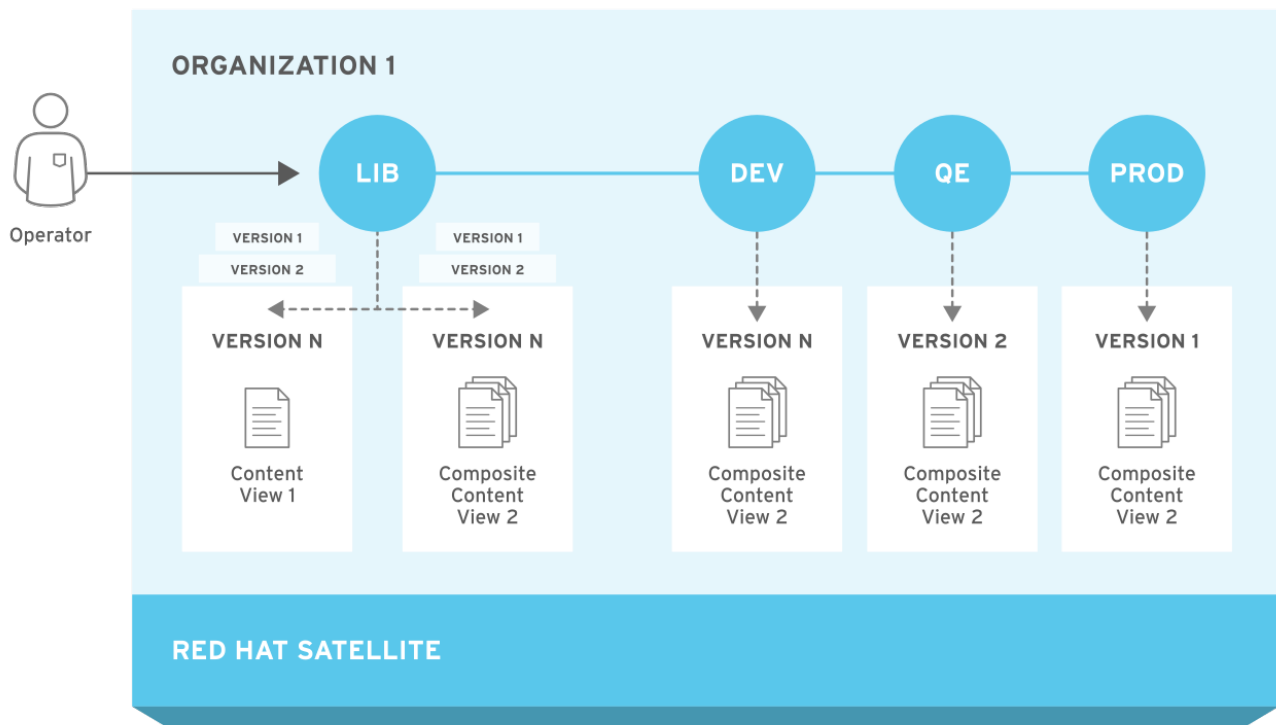 ORGANIZATION 1
Operator
LIB
DEV
QE
PROD
VERSION 1
VERSION 2
VERSION N
Content
View 1
VERSION 1
VERSION 2
VERSION N
Composite
Content
View 2
VERSION N
Composite
Content
View 2
VERSION 2
Composite
Content
View 2
VERSION 1
Composite
Content
View 2
RED HAT SATELLITE